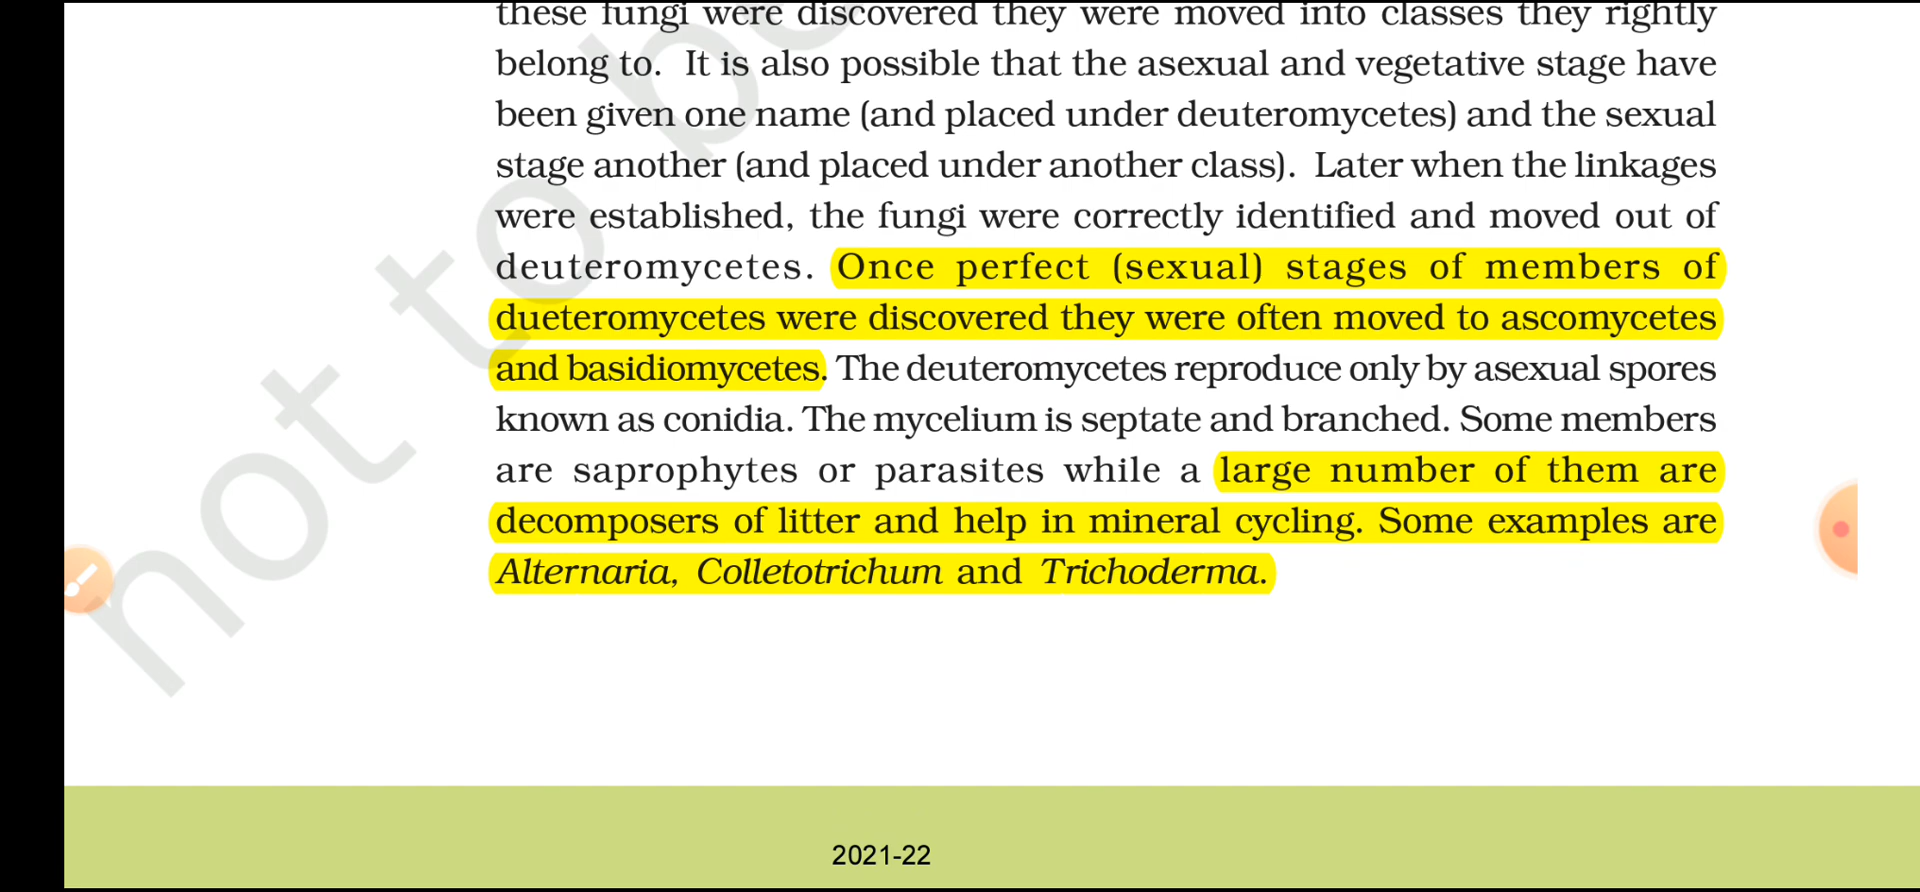 these fungi were discovered they were moved into classes they rightly
belong to. It is also possible that the asexual and vegetative stage have
been given one name (and placed under deuteromycetes) and the sexual
stage another (and placed under another class). Later when the linkages
were established, the fungi were correctly identified and moved out of
deuteromycetes. Once perfect (sexual) stages of members of
dueteromycetes were discovered they were often moved to ascomycetes
and basidiomycetes. The deuteromycetes reproduce only by asexual spores
known as conidia. The mycelium is septate and branched. Some members
are saprophytes or parasites while a large number of them are
decomposers of litter and help in mineral cycling. Some examples are
Alternaria, Colletotrichum and Trichoderma.
not to b
2021-22